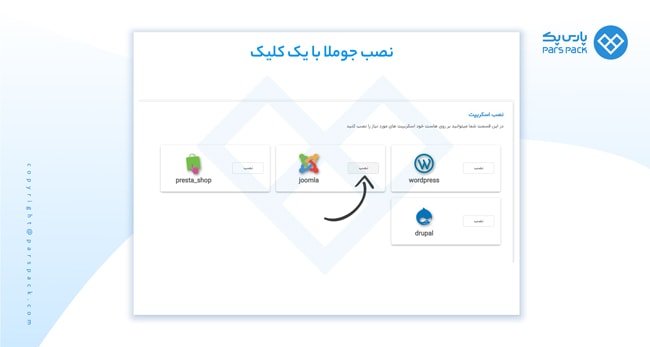 پارس پک
PARS PACK
نصب جوملا با یک کلیک
نصب اسکریپت
در این قسمت شما میتوانید بر روی هاست خود اسکریپت های مورد نیاز را نصب کنید
wordpress
نصب
joomla
نصب
presta_shop
نصب
drupal
نصب
copyright@parspack.com